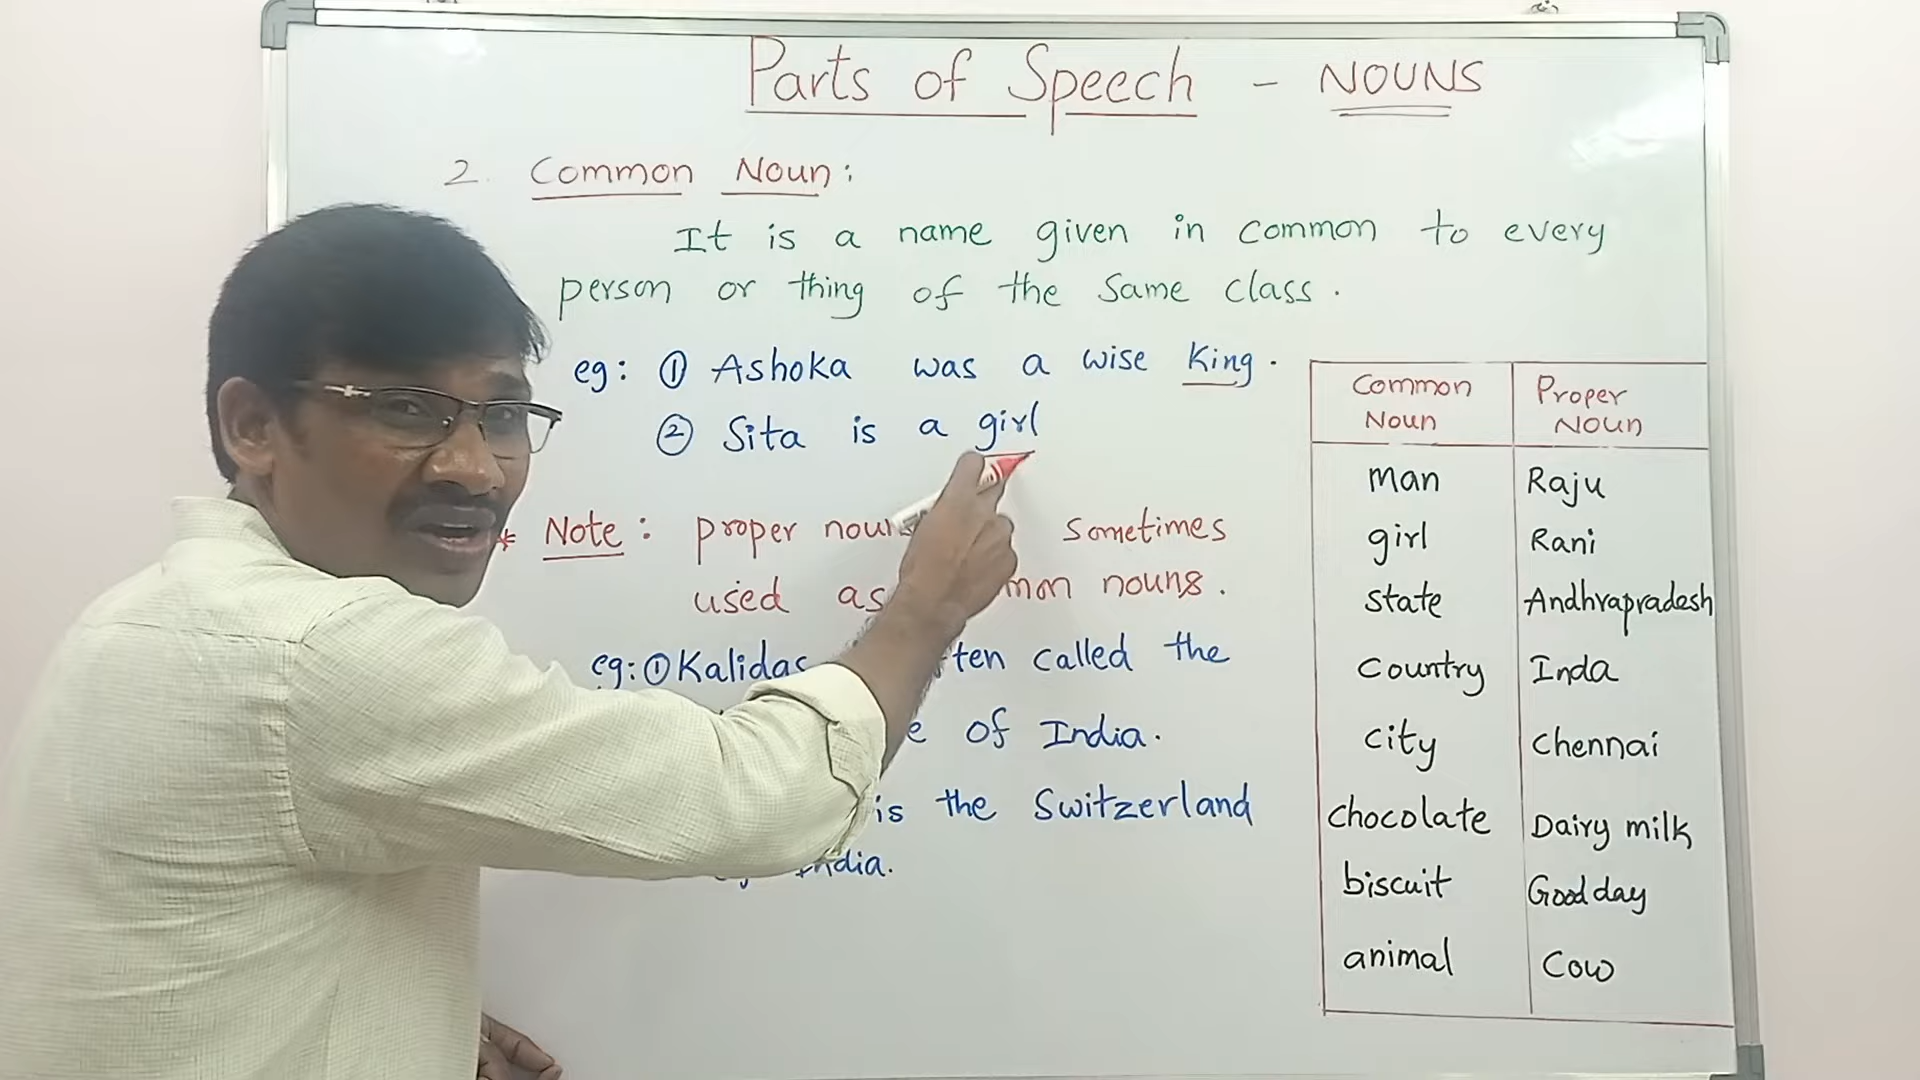 Parts of Speech - NOUNS
2. Common Noun:
It is a name given in common to every
person or thing of the same class.
eg: ① Ashoka was a wise King.
② Sita is a girl
* Note: proper sometimes
used as nouns.
eg: ① Kalidas called the
of India.
is the Switzerland
India.
Common Noun Proper Noun
Man Raju
girl Rani
State Andhrapradesh
Country Inda
City Chennai
Chocolate Dairy milk
biscuit Good day
animal Cow